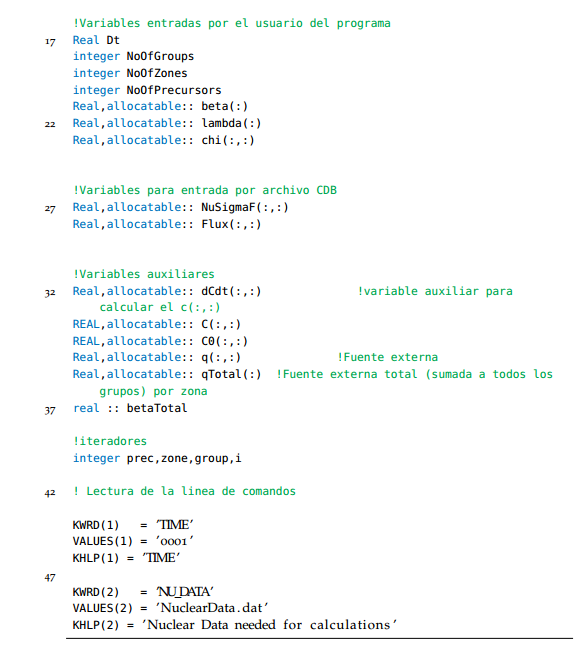 !Variables entradas por el usuario del programa
17 Real Dt
integer NoOfGroups
integer NoOfZones
integer NoOfPrecursors
Real,allocatable:: beta(:)
22 Real,allocatable:: lambda(:)
Real,allocatable:: chi(:,:)
!Variables para entrada por archivo CDB
27 Real,allocatable:: NuSigmaF(:,:)
Real,allocatable:: Flux(:,:)
!Variables auxiliares
32 Real,allocatable:: dCdt(:,:) !variable auxiliar para
calcular el c(:,:)
REAL,allocatable:: C(:,:)
REAL,allocatable:: C0(:,:)
Real,allocatable:: q(:,:) !Fuente externa
Real,allocatable:: qTotal(:) !Fuente externa total (sumada a todos los
grupos) por zona
37 real :: betaTotal
!iteradores
integer prec,zone,group,i
42 ! Lectura de la linea de comandos
KWRD(1) = 'TIME'
VALUES(1) = '0001'
KHLP(1) = 'TIME'
47
KWRD(2) = 'NU_DATA'
VALUES(2) = 'NuclearData.dat'
KHLP(2) = 'Nuclear Data needed for calculations'